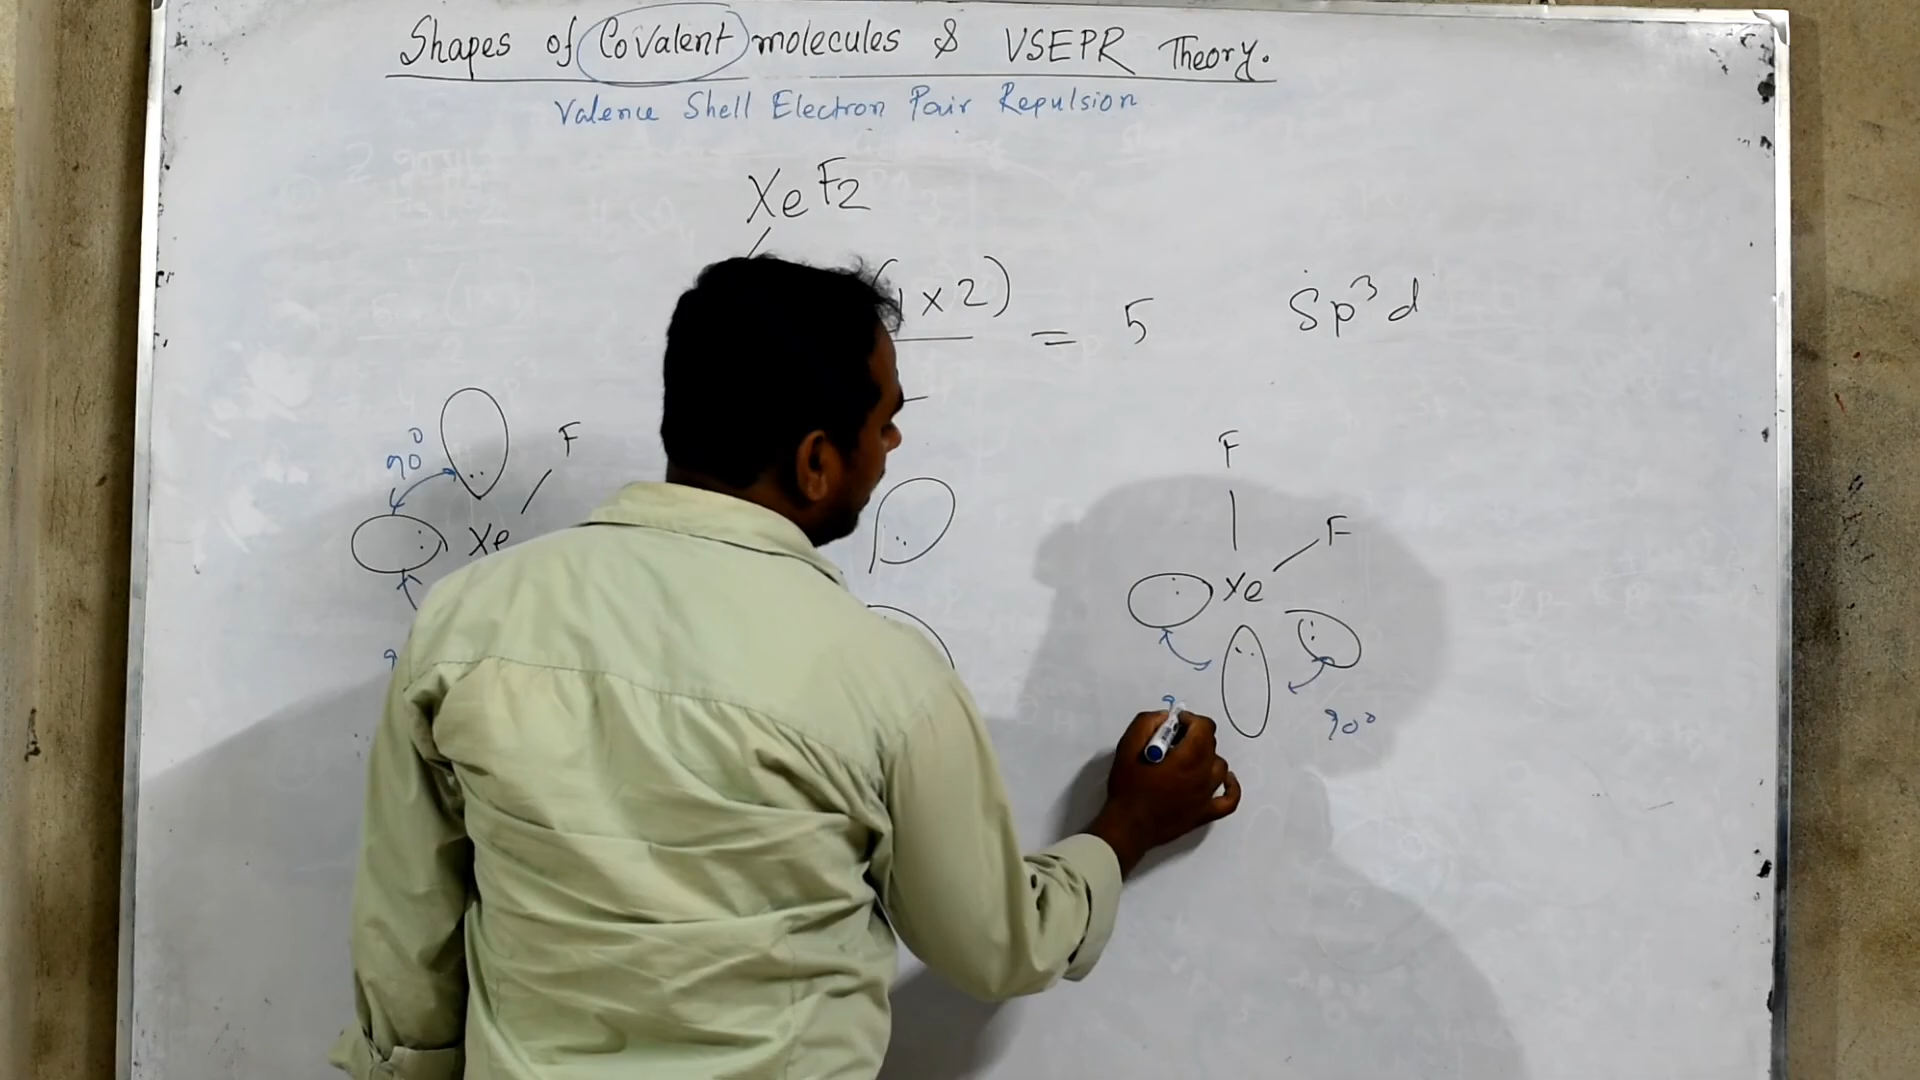 Shapes of Covalent molecules & VSEPR Theory.
Valence Shell Electron Pair Repulsion
XeF2
(1 x 2)
= 5
Sp³d
90°
F
Xe
F
F
Xe
90°